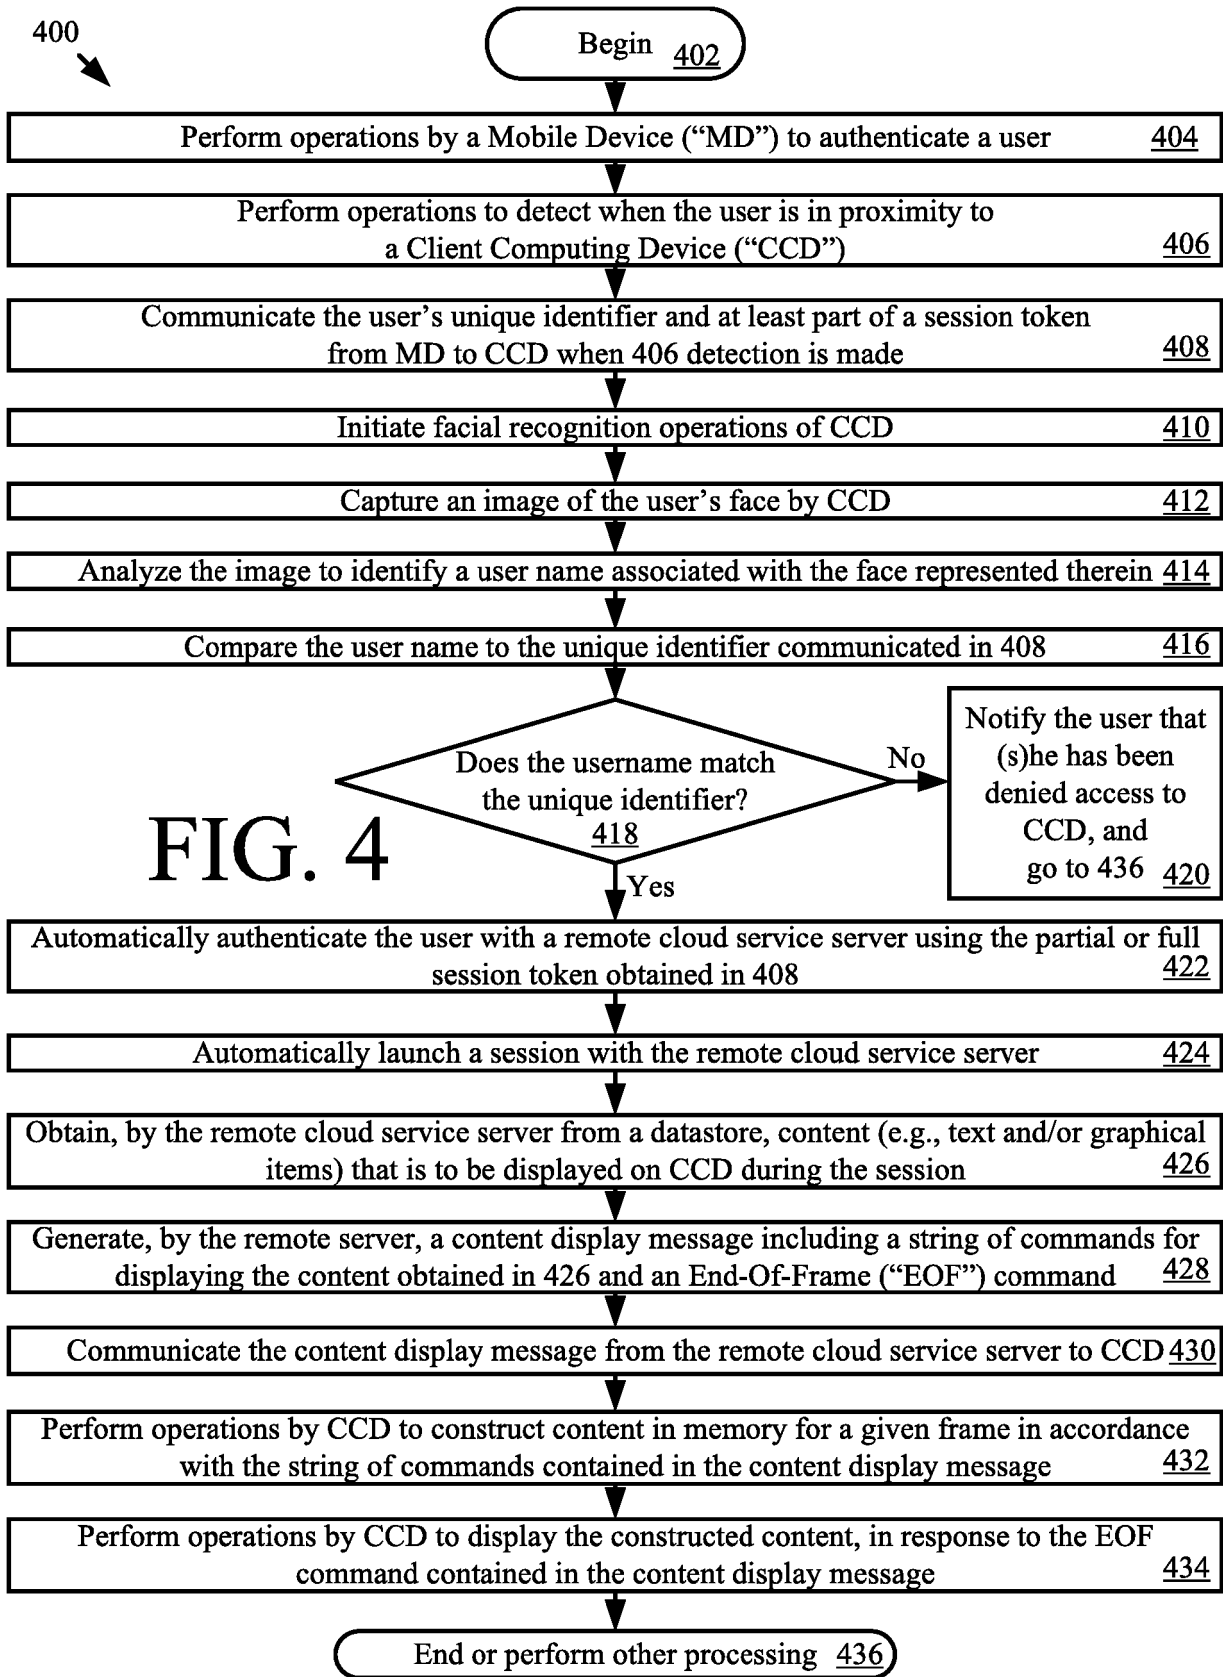 400
Begin 402
Perform operations by a Mobile Device (“MD”) to authenticate a user 404
Perform operations to detect when the user is in proximity to
a Client Computing Device (“CCD”) 406
Communicate the user’s unique identifier and at least part of a session token
from MD to CCD when 406 detection is made 408
Initiate facial recognition operations of CCD 410
Capture an image of the user’s face by CCD 412
Analyze the image to identify a user name associated with the face represented therein 414
Compare the user name to the unique identifier communicated in 408 416
Does the username match
the unique identifier?
418
No
Notify the user that
(s)he has been
denied access to
CCD, and
go to 436 420
FIG. 4
Yes
Automatically authenticate the user with a remote cloud service server using the partial or full
session token obtained in 408 422
Automatically launch a session with the remote cloud service server 424
Obtain, by the remote cloud service server from a datastore, content (e.g., text and/or graphical
items) that is to be displayed on CCD during the session 426
Generate, by the remote server, a content display message including a string of commands for
displaying the content obtained in 426 and an End-Of-Frame (“EOF”) command 428
Communicate the content display message from the remote cloud service server to CCD 430
Perform operations by CCD to construct content in memory for a given frame in accordance
with the string of commands contained in the content display message 432
Perform operations by CCD to display the constructed content, in response to the EOF
command contained in the content display message 434
End or perform other processing 436